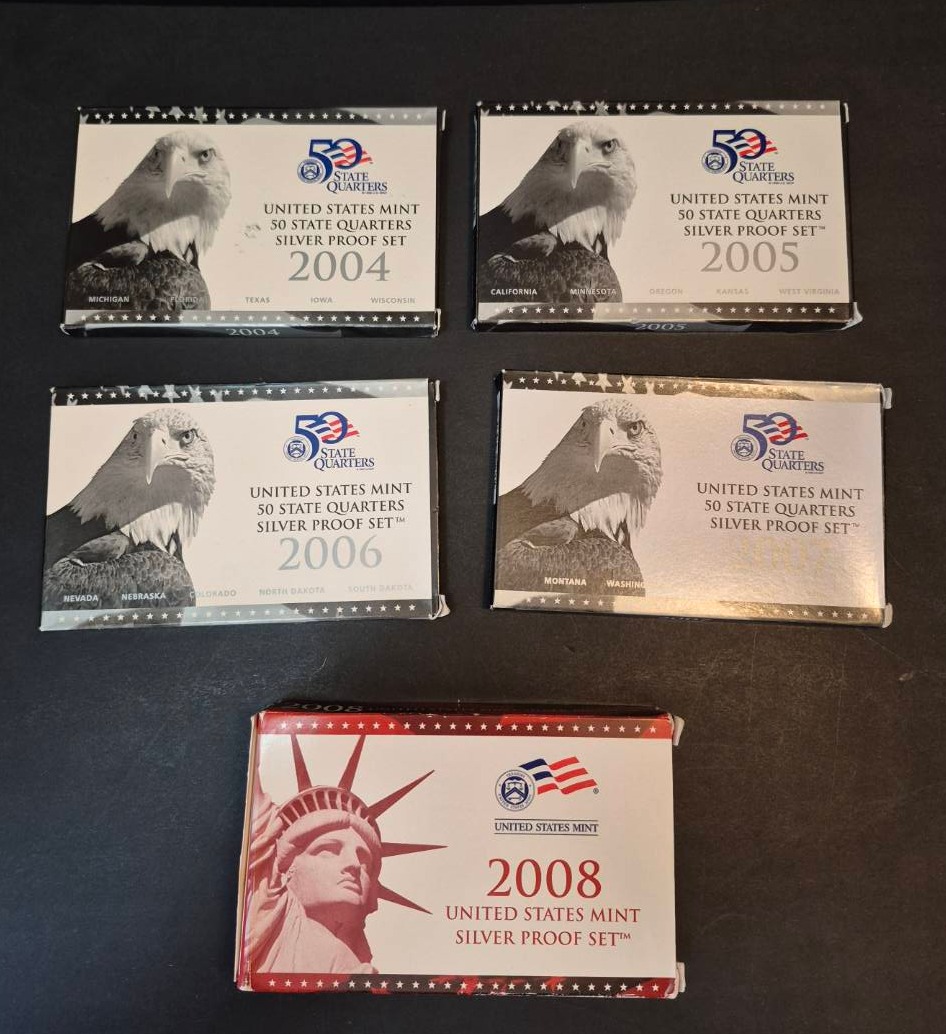 50
STATE
QUARTERS
UNITED STATES MINT
50 STATE QUARTERS
SILVER PROOF SET
2004
MICHIGAN FLORIDA TEXAS IOWA WISCONSIN
2004
50
STATE
QUARTERS
UNITED STATES MINT
50 STATE QUARTERS
SILVER PROOF SET™
2005
CALIFORNIA MINNESOTA OREGON KANSAS WEST VIRGINIA
2005
50
STATE
QUARTERS
UNITED STATES MINT
50 STATE QUARTERS
SILVER PROOF SET™
2006
NEVADA NEBRASKA COLORADO NORTH DAKOTA SOUTH DAKOTA
50
STATE
QUARTERS
UNITED STATES MINT
50 STATE QUARTERS
SILVER PROOF SET™
MONTANA WASHING
2008
®
UNITED STATES MINT
2008
UNITED STATES MINT
SILVER PROOF SET™